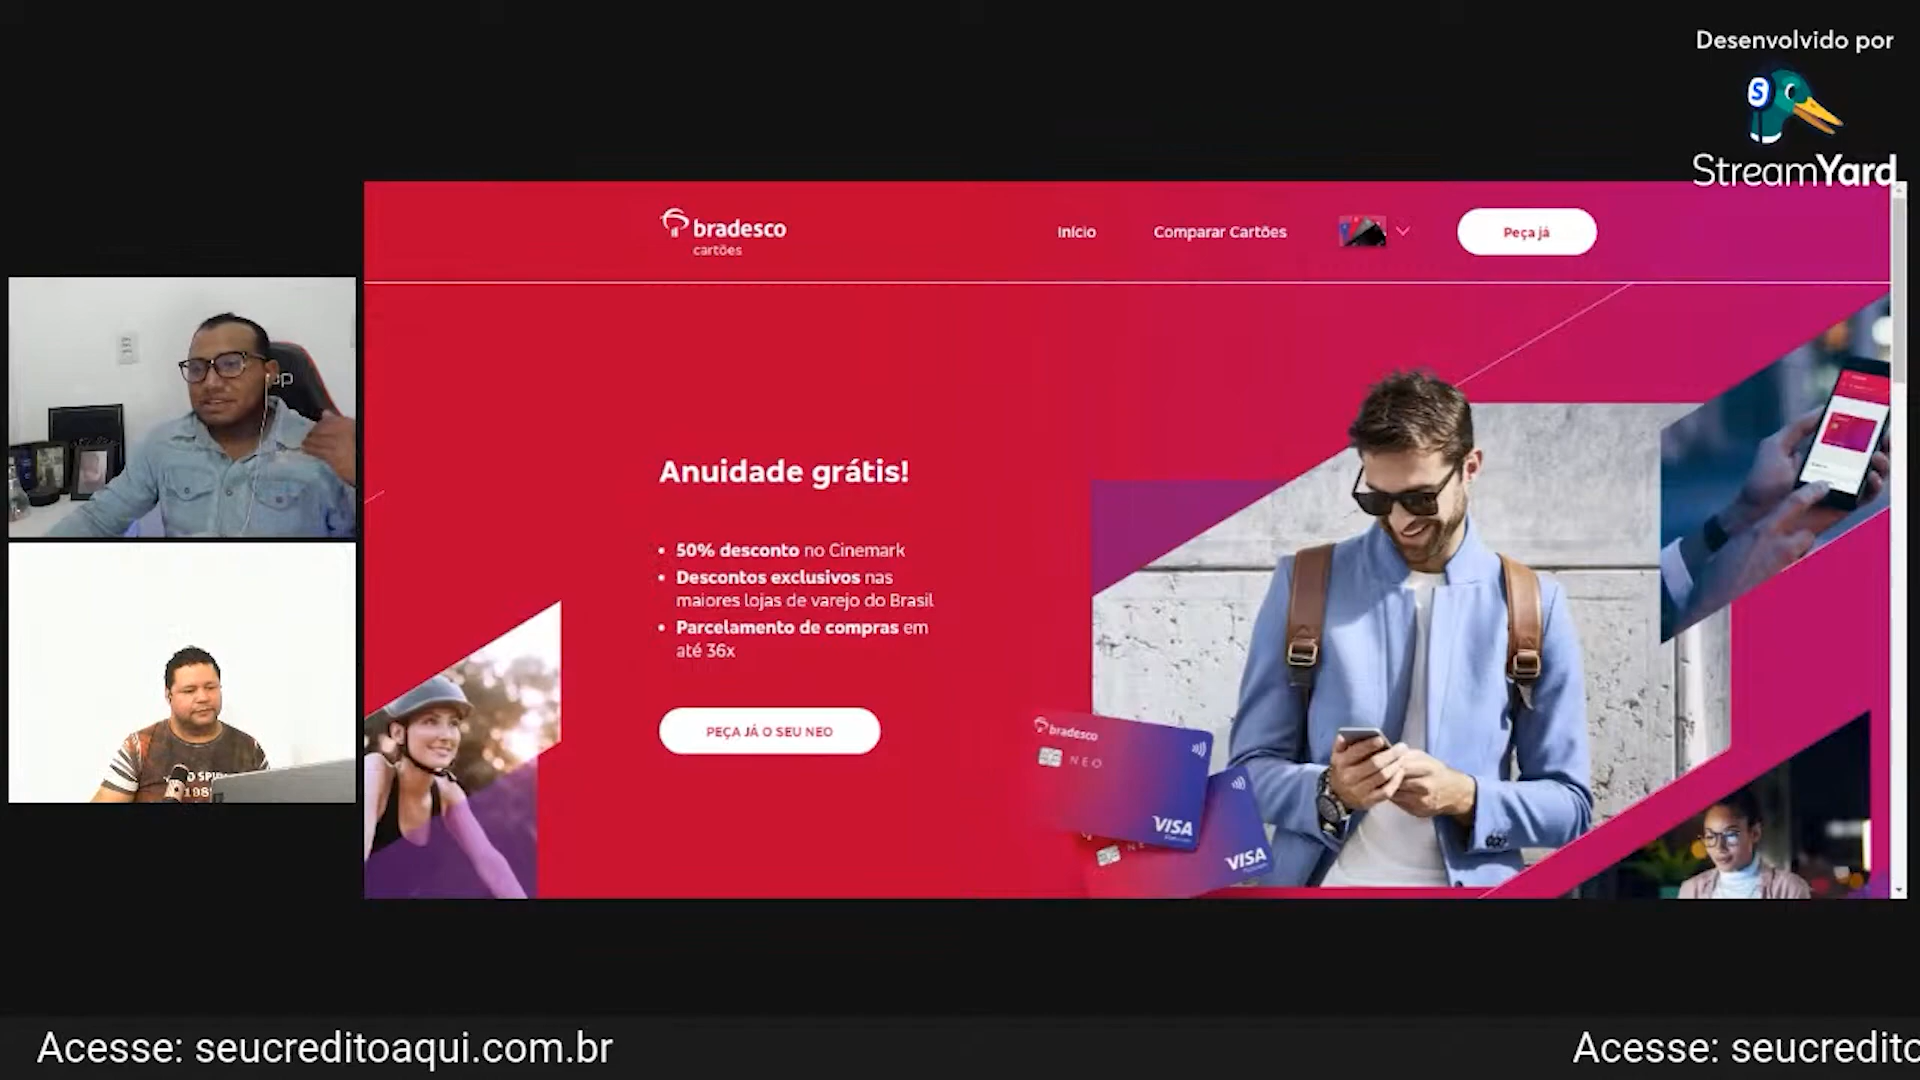 Desenvolvido por
StreamYard
bradesco
cartões
Início
Comparar Cartões
Peça já
Anuidade grátis!
• 50% desconto no Cinemark
• Descontos exclusivos nas
maiores lojas de varejo do Brasil
• Parcelamento de compras em
até 36x
PEÇA JÁ O SEU NEO
bradesco
NEO
VISA
VISA
Acesse: seucreditoaqui.com.br
Acesse: seucredito